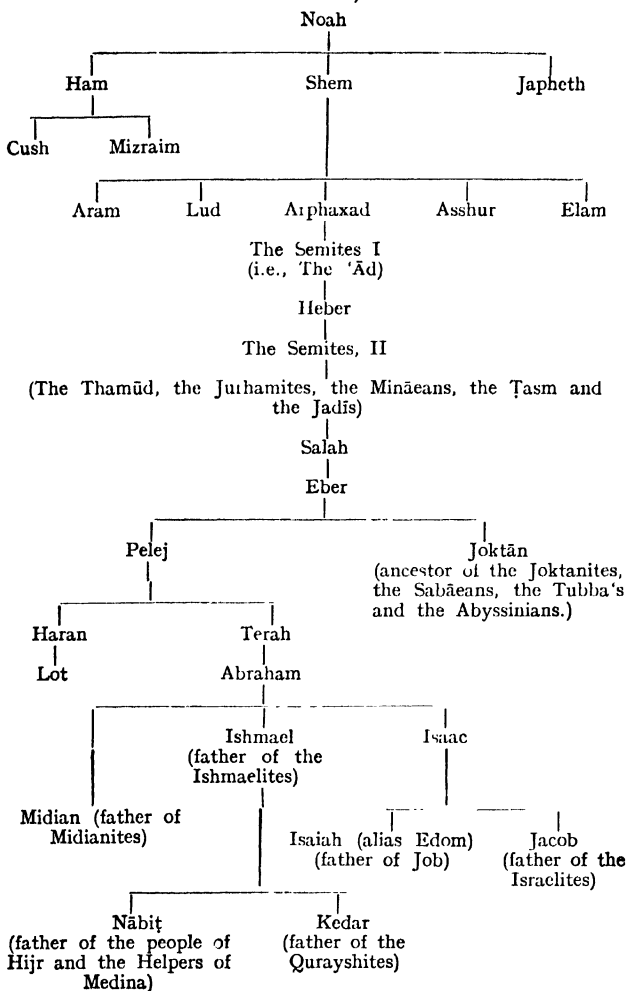 Noah
Ham Shem Japheth
Cush Mizraim
Aram Lud Arphaxad Asshur Elam
The Semites I
(i.e., The ‘Ād)
Heber
The Semites, II
(The Thamūd, the Jurhamites, the Mināeans, the Ṭasm and
the Jadīs)
Salah
Eber
Pelej Joktān
(ancestor of the Joktanites,
the Sabāeans, the Tubba‘s
and the Abyssinians.)
Haran Terah
Lot Abraham
Ishmael Isaac
(father of the
Ishmaelites)
Midian (father of
Midianites)
Isaiah (alias Edom) Jacob
(father of Job) (father of the
Israelites)
Nābiṭ Kedar
(father of the people of (father of the
Hijr and the Helpers of Qurayshites)
Medina)